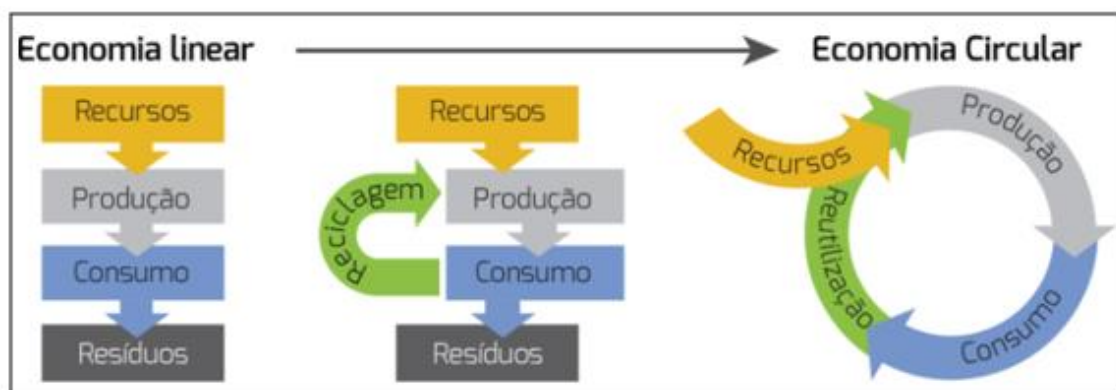 Economia linear
Economia Circular
Recursos
Produção
Consumo
Resíduos
Recursos
Reciclagem
Produção
Consumo
Resíduos
Recursos
Produção
Consumo
Reutilização